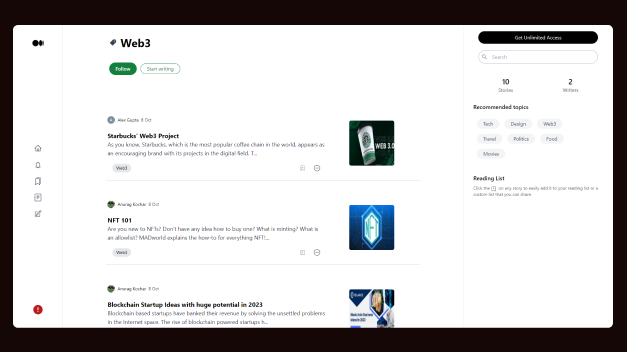 Web3
Follow
Start writing
Alex Gupta 8 Oct
Starbucks' Web3 Project
As you know, Starbucks, which is the most popular coffee chain in the world, appears as
an encouraging brand with its projects in the digital field. T...
Web3
WEB 3.0
Anurag Kochar 8 Oct
NFT 101
Are you new to NFTs? Don't have any idea how to buy one? What is minting? What is
an allowlist? MADworld explains the how-to for everything NFT!...
Web3
NFT
Anurag Kochar 8 Oct
Blockchain Startup Ideas with huge potential in 2023
Blockchain based startups have banked their revenue by solving the unsettled problems
in the Internet space. The rise of blockchain powered startups h...
Get Unlimited Access
Search
10
Stories
2
Writers
Recommended topics
Tech
Design
Web3
Travel
Politics
Food
Movies
Reading List
Click the on any story to easily add it to your reading list or a
custom list that you can share.